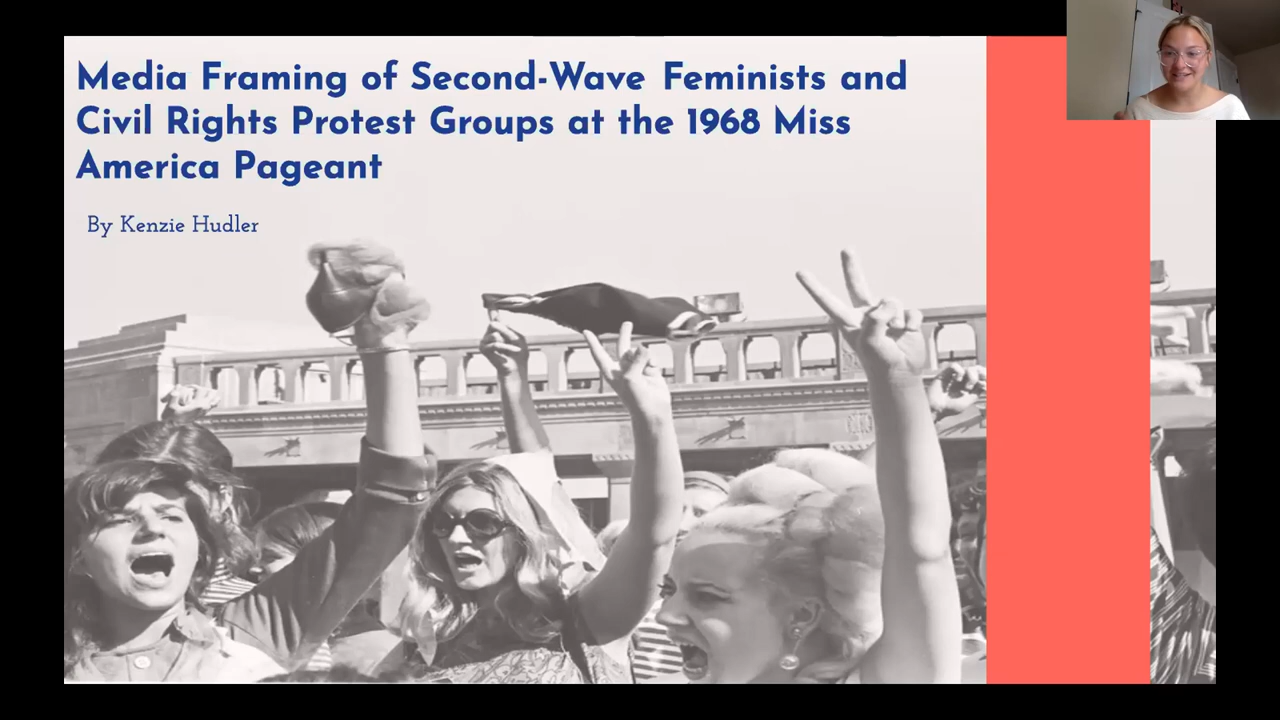 Media Framing of Second-Wave Feminists and
Civil Rights Protest Groups at the 1968 Miss
America Pageant
By Kenzie Hudler